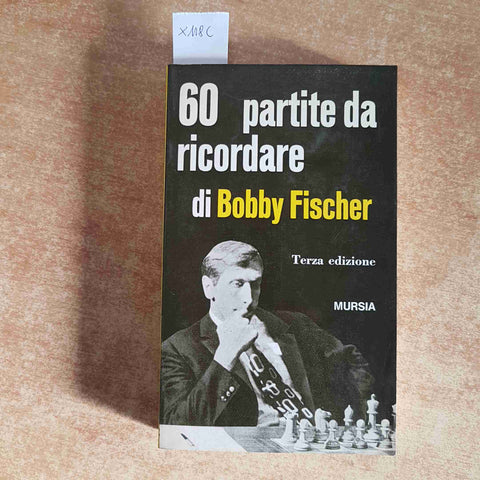 X118C
60 partite da
ricordare
di Bobby Fischer
Terza edizione
MURSIA